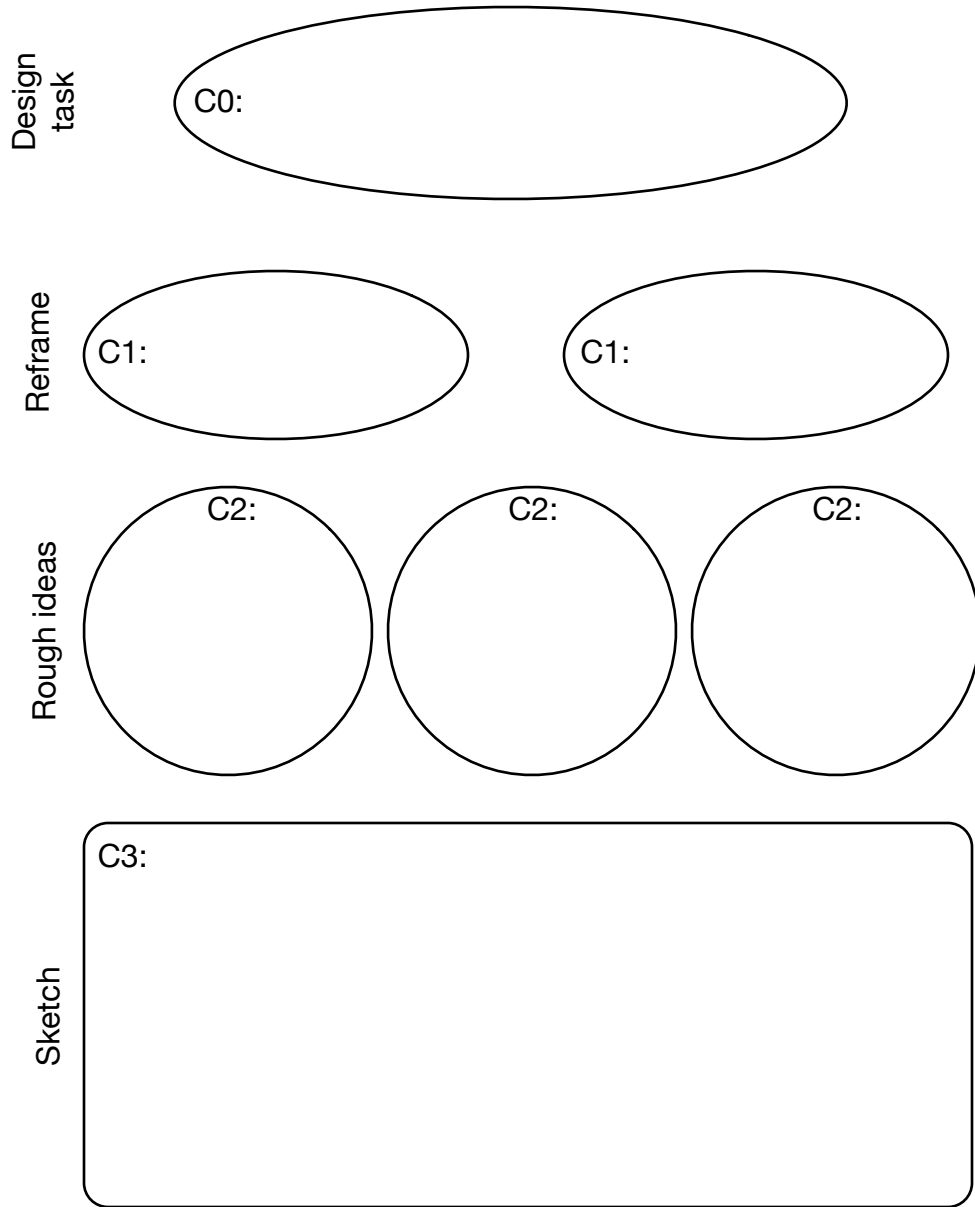 Design
task
C0:
Reframe
C1:
C1:
Rough ideas
C2:
C2:
C2:
Sketch
C3: